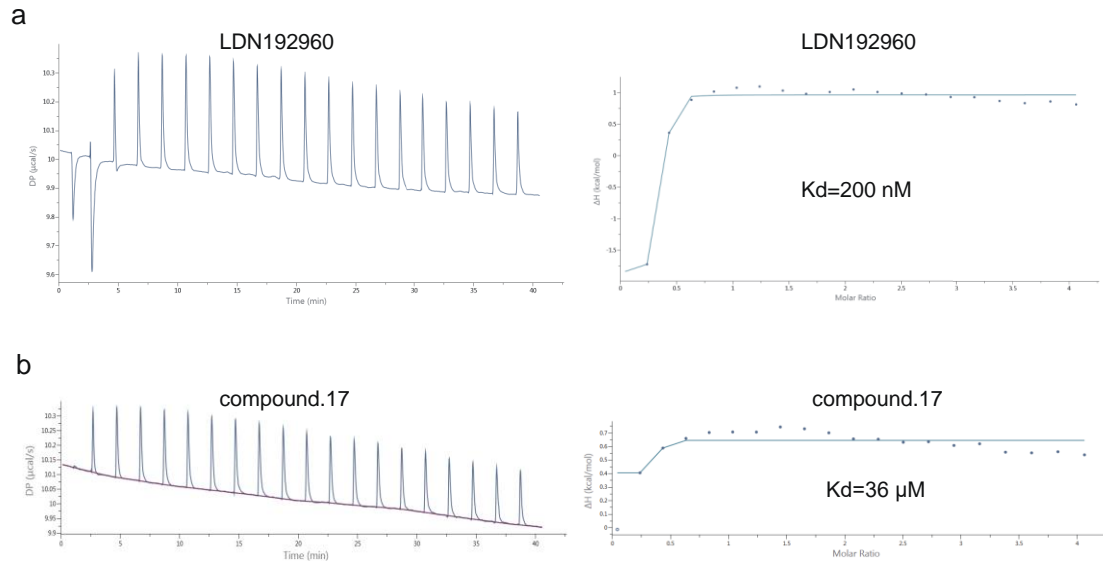 a
LDN192960
10.3
10.2
10.1
10
9.9
9.8
9.7
9.6
DP (µcal/s)
0 5 10 15 20 25 30 35 40
Time (min)
LDN192960
1
0.5
0
-0.5
-1
-1.5
ΔH (kcal/mol)
Kd=200 nM
0 0.5 1 1.5 2 2.5 3 3.5 4
Molar Ratio
b
compound.17
10.3
10.25
10.2
10.15
10.1
10.05
10
9.95
9.9
DP (µcal/s)
0 5 10 15 20 25 30 35 40
Time (min)
compound.17
0.7
0.6
0.5
0.4
0.3
0.2
0.1
0
ΔH (kcal/mol)
Kd=36 µM
0 0.5 1 1.5 2 2.5 3 3.5 4
Molar Ratio